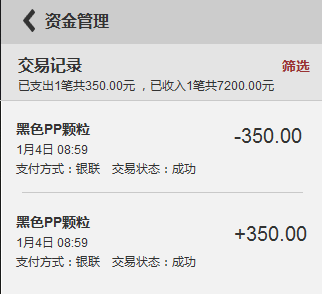 资金管理
交易记录
筛选
已支出1笔共350.00元 ，已收入1笔共7200.00元
黑色PP颗粒
-350.00
1月4日 08:59
支付方式：银联 交易状态：成功
黑色PP颗粒
+350.00
1月4日 08:59
支付方式：银联 交易状态：成功